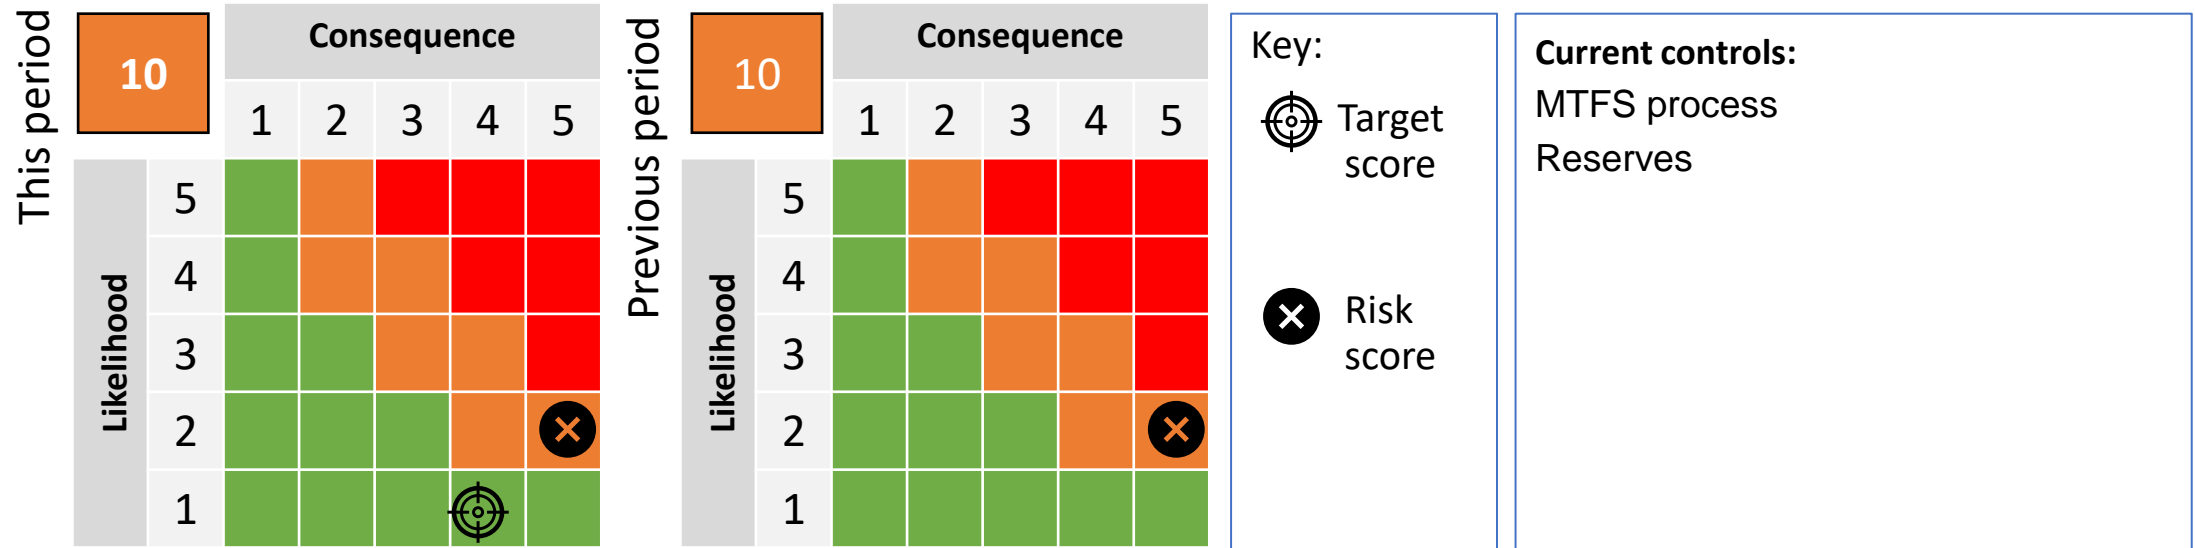 This period
10
Consequence
1 2 3 4 5
Likelihood
5
4
3
2
1
Previous period
10
Consequence
1 2 3 4 5
Likelihood
5
4
3
2
1
Key:
Target
score
Risk
score
Current controls:
MTFS process
Reserves